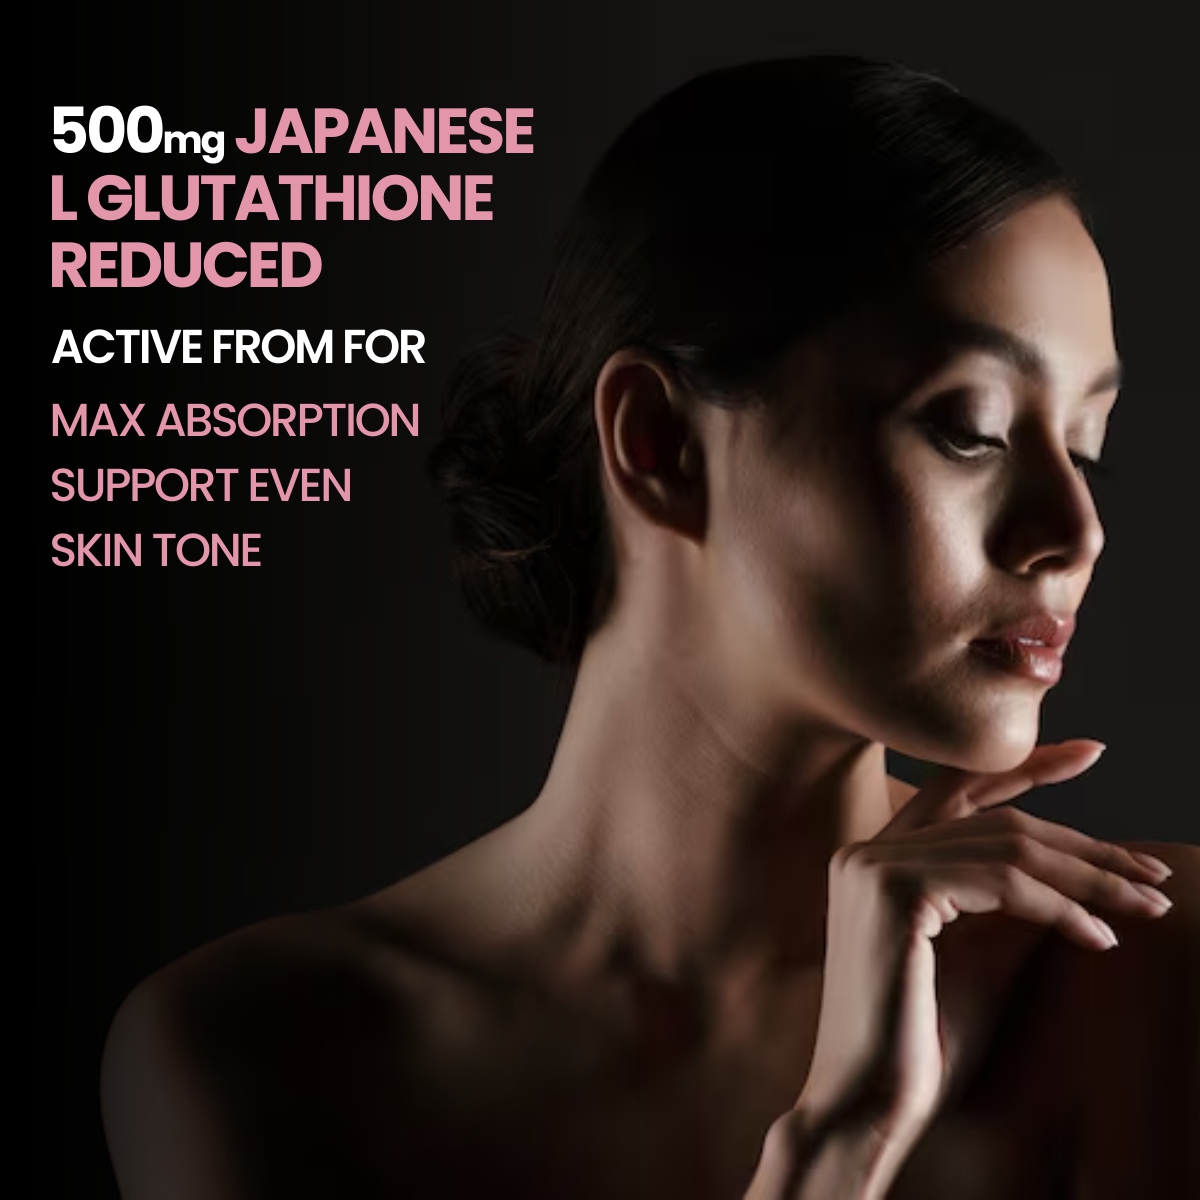 500mg JAPANESE
L GLUTATHIONE
REDUCED
ACTIVE FROM FOR
MAX ABSORPTION
SUPPORT EVEN
SKIN TONE